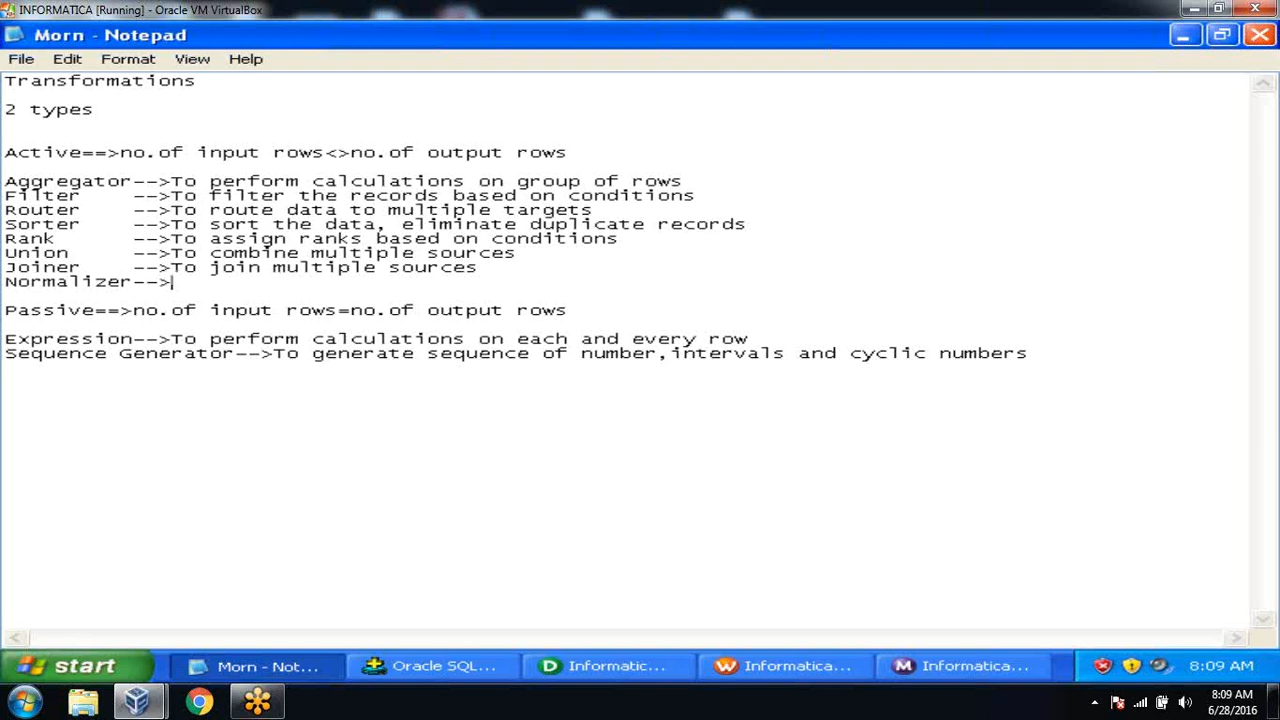 INFORMATICA [Running] - Oracle VM VirtualBox
Morn - Notepad
File Edit Format View Help
Transformations
2 types
Active==>no.of input rows<>no.of output rows
Aggregator-->To perform calculations on group of rows
Filter -->To filter the records based on conditions
Router -->To route data to multiple targets
Sorter -->To sort the data, eliminate duplicate records
Rank -->To assign ranks based on conditions
Union -->To combine multiple sources
Joiner -->To join multiple sources
Normalizer-->
Passive==>no.of input rows=no.of output rows
Expression-->To perform calculations on each and every row
Sequence Generator-->To generate sequence of number,intervals and cyclic numbers
start Morn - Not... Oracle SQL... D Informatic... W Informatica... M Informatica... 8:09 AM
8:09 AM
6/28/2016